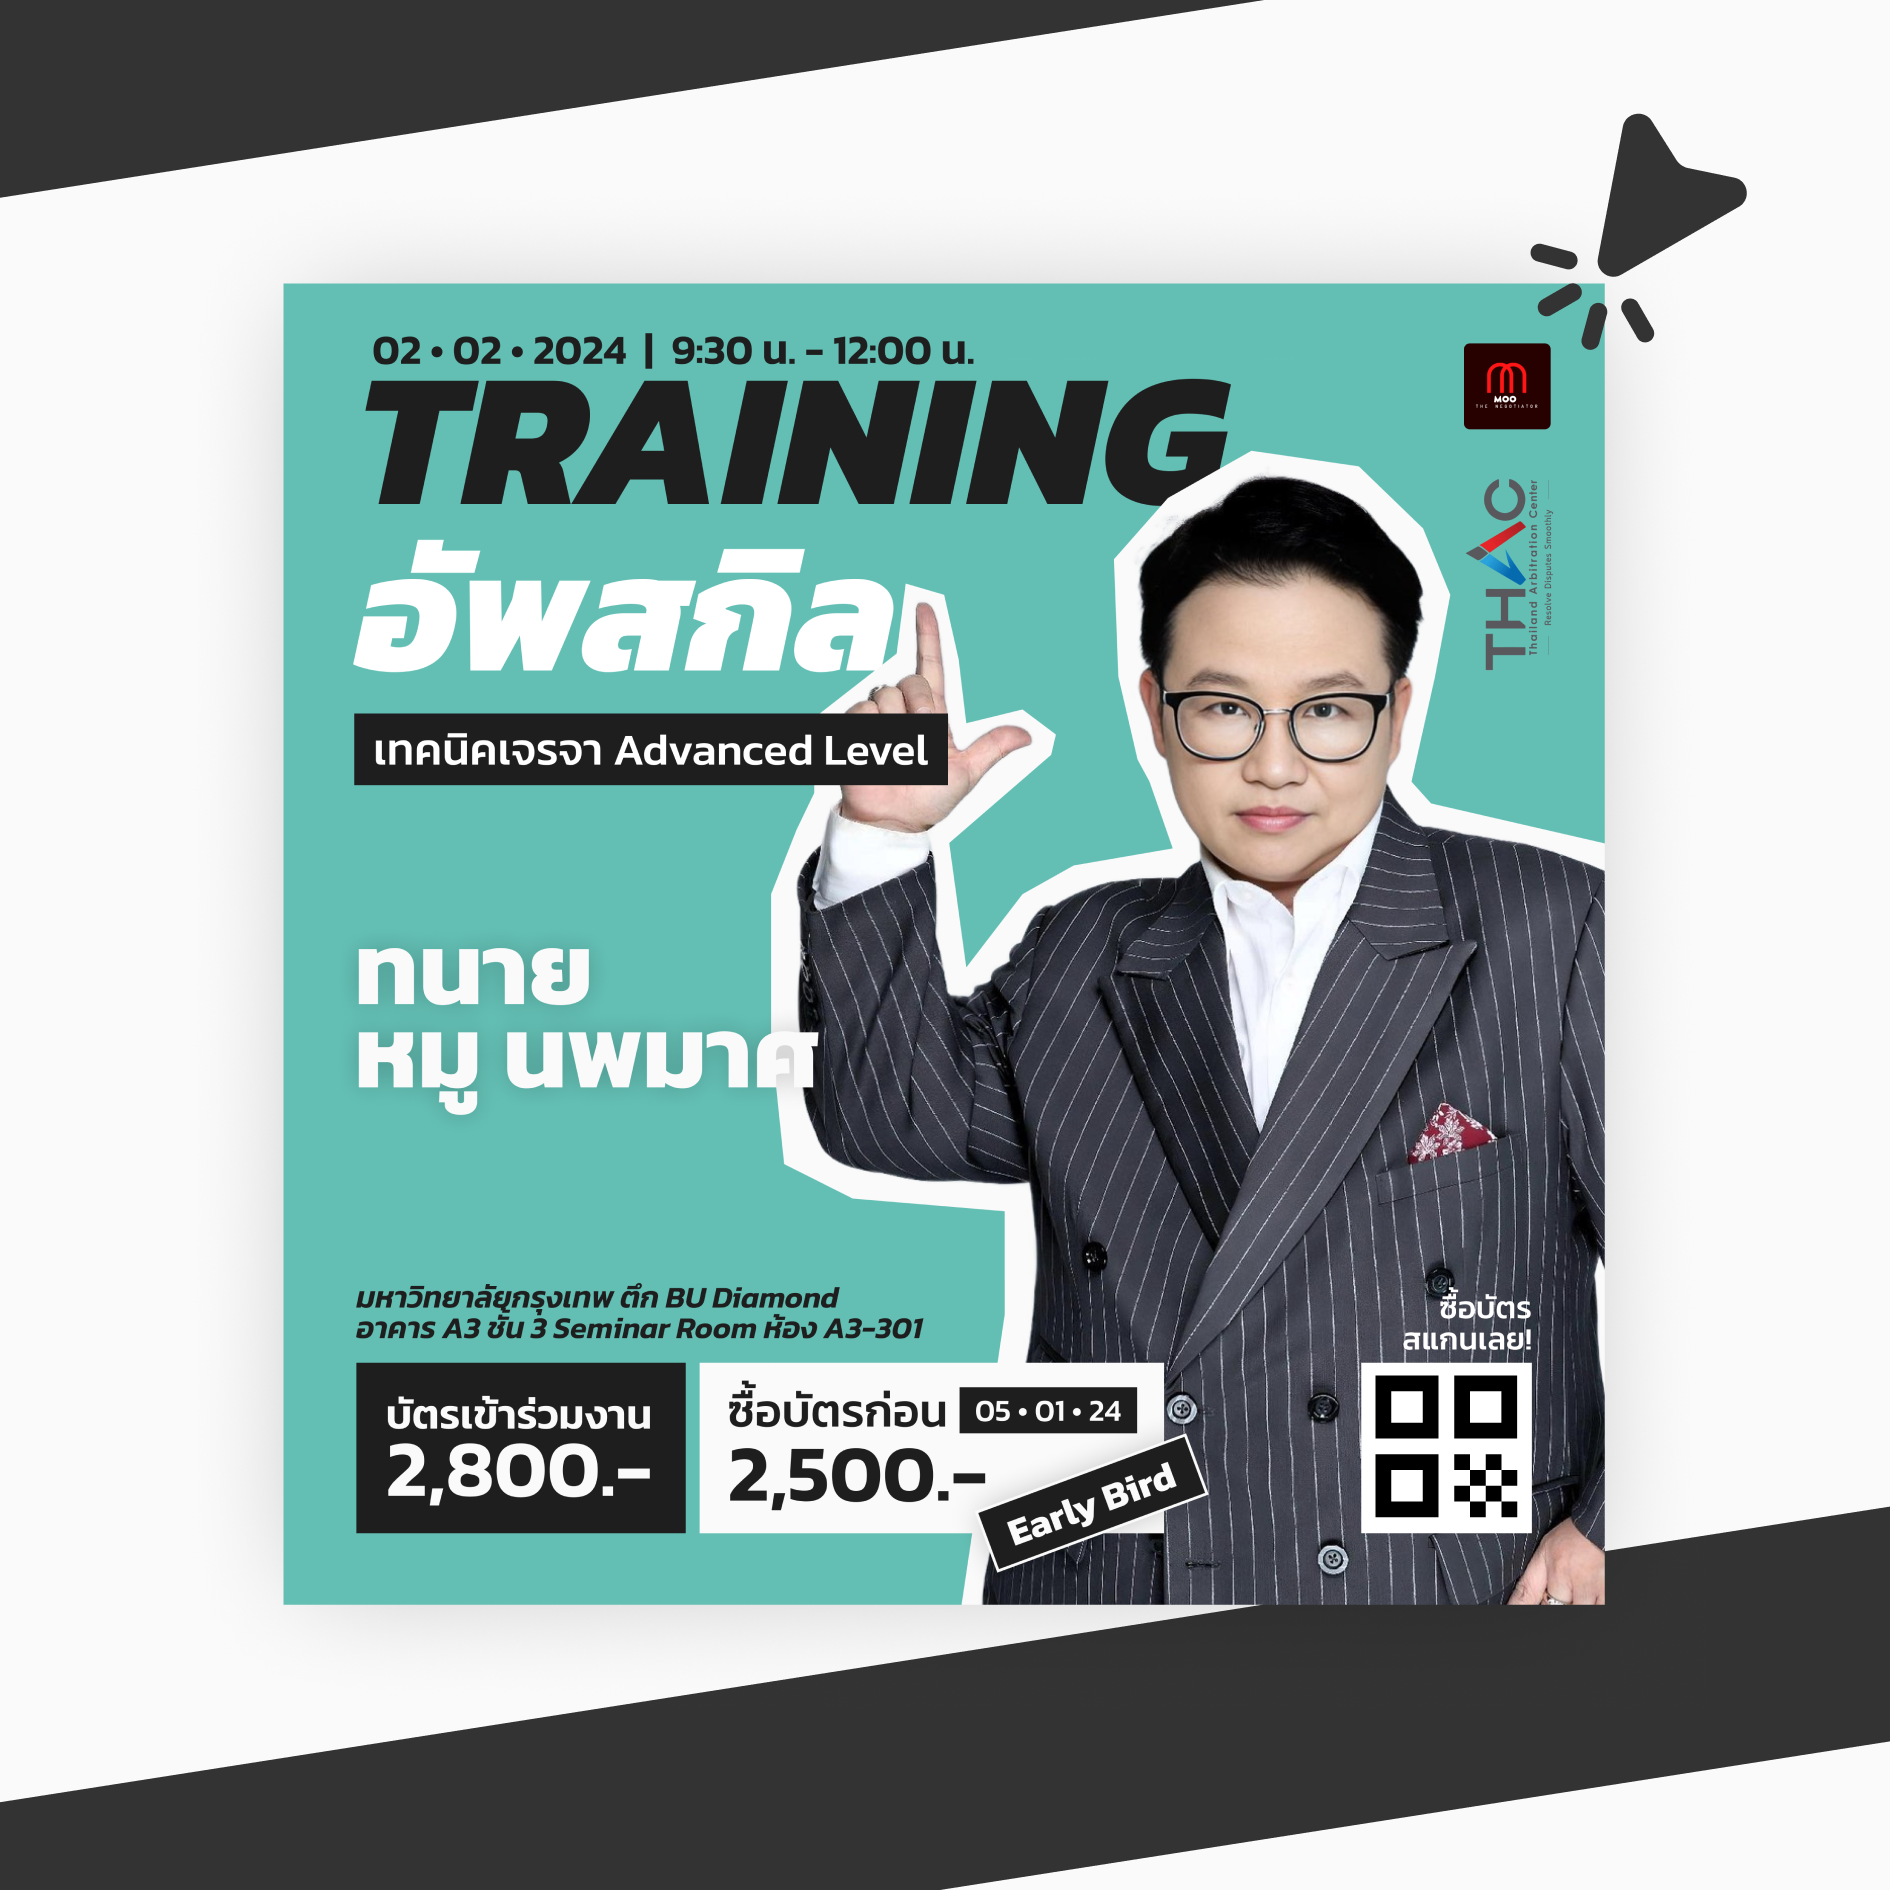 02 • 02 • 2024 | 9:30 น. - 12:00 น.
TRAINING
อัพสกิล
เทคนิคเจรจา Advanced Level
MOO
THE NEGOTIATOR
THAC
Thailand Arbitration Center
Resolve Disputes Smoothly
ทนาย
หมู นพมาศ
มหาวิทยาลัยกรุงเทพ ตึก BU Diamond
อาคาร A3 ชั้น 3 Seminar Room ห้อง A3-301
บัตรเข้าร่วมงาน
2,800.-
ซื้อบัตรก่อน 05 • 01 • 24
2,500.-
Early Bird
ซื้อบัตร
สแกนเลย!